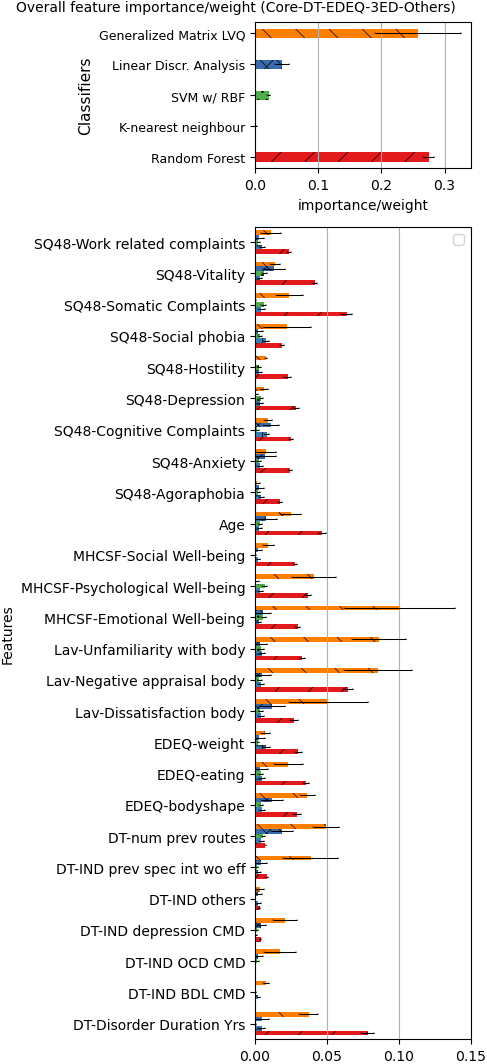 Overall feature importance/weight (Core-DT-EDEQ-3ED-Others)
Classifiers
Generalized Matrix LVQ
Linear Discr. Analysis
SVM w/ RBF
K-nearest neighbour
Random Forest
0.0 0.1 0.2 0.3
importance/weight
Features
SQ48-Work related complaints
SQ48-Vitality
SQ48-Somatic Complaints
SQ48-Social phobia
SQ48-Hostility
SQ48-Depression
SQ48-Cognitive Complaints
SQ48-Anxiety
SQ48-Agoraphobia
Age
MHCSF-Social Well-being
MHCSF-Psychological Well-being
MHCSF-Emotional Well-being
Lav-Unfamiliarity with body
Lav-Negative appraisal body
Lav-Dissatisfaction body
EDEQ-weight
EDEQ-eating
EDEQ-bodyshape
DT-num prev routes
DT-IND prev spec int wo eff
DT-IND others
DT-IND depression CMD
DT-IND OCD CMD
DT-IND BDL CMD
DT-Disorder Duration Yrs
0.00 0.05 0.10 0.15